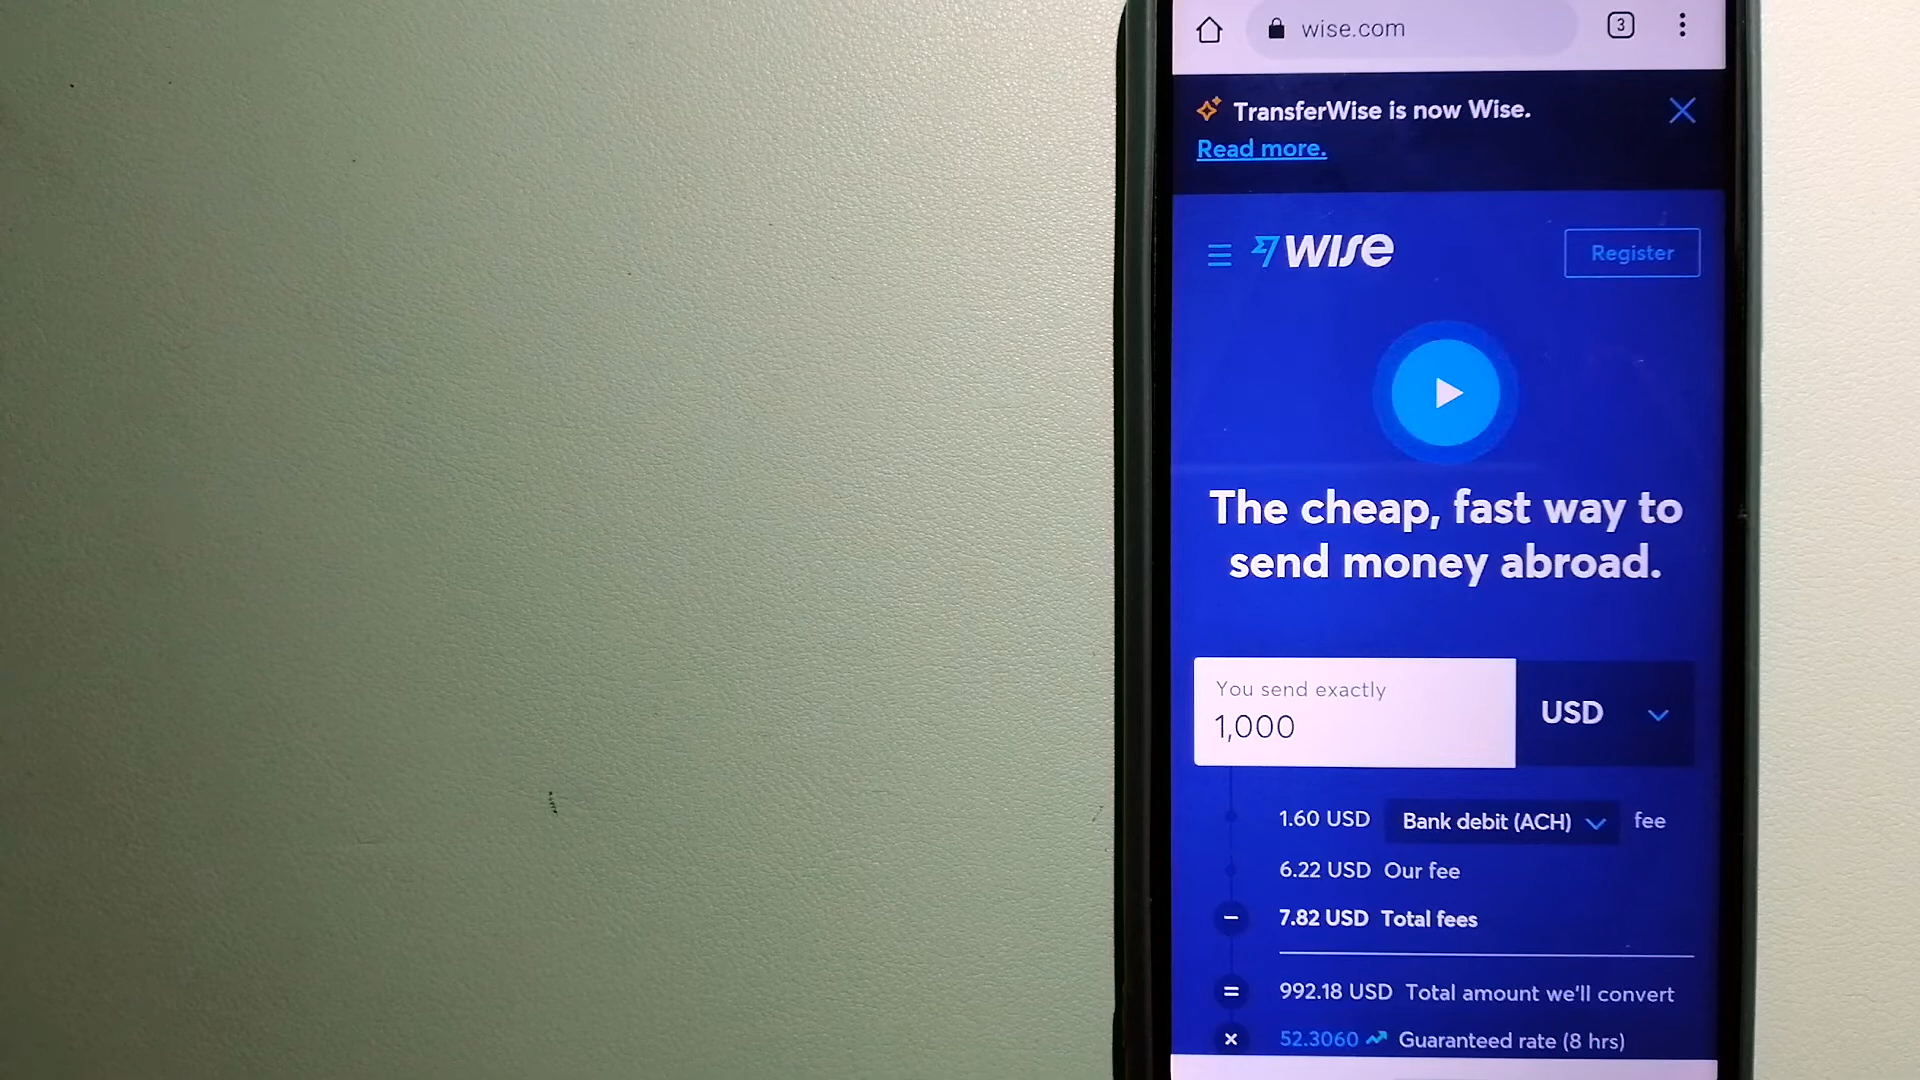 wise.com
3
TransferWise is now Wise.
Read more.
WISe
Register
The cheap, fast way to
send money abroad.
You send exactly
1,000
USD
1.60 USD Bank debit (ACH) fee
6.22 USD Our fee
7.82 USD Total fees
992.18 USD Total amount we'll convert
52.3060 Guaranteed rate (8 hrs)